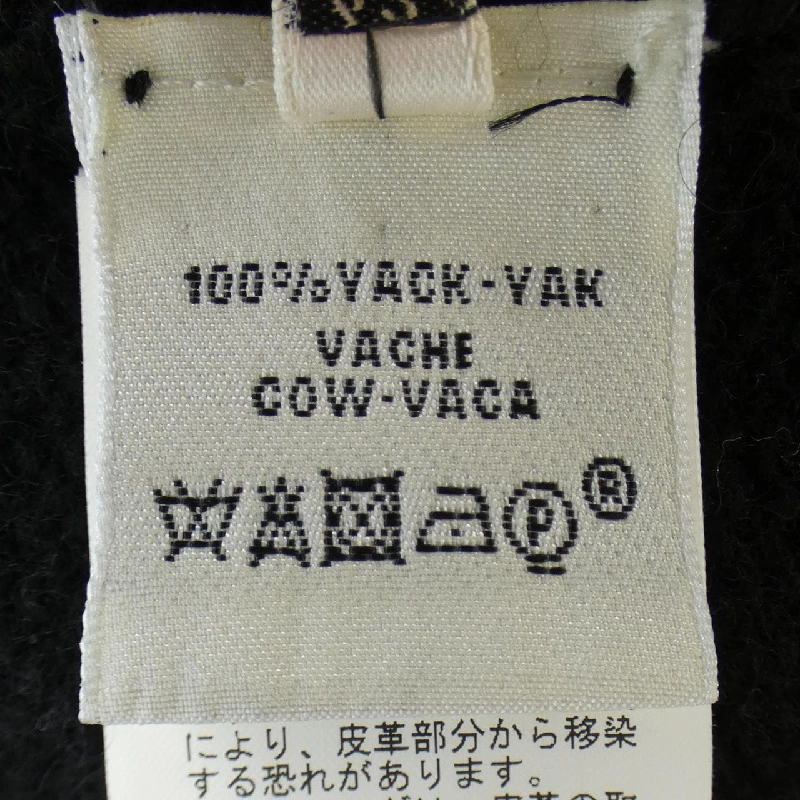 100% YACK-YAK
VACHE
COW-VACA
P ®
により、皮革部分から移染
する恐れがあります。